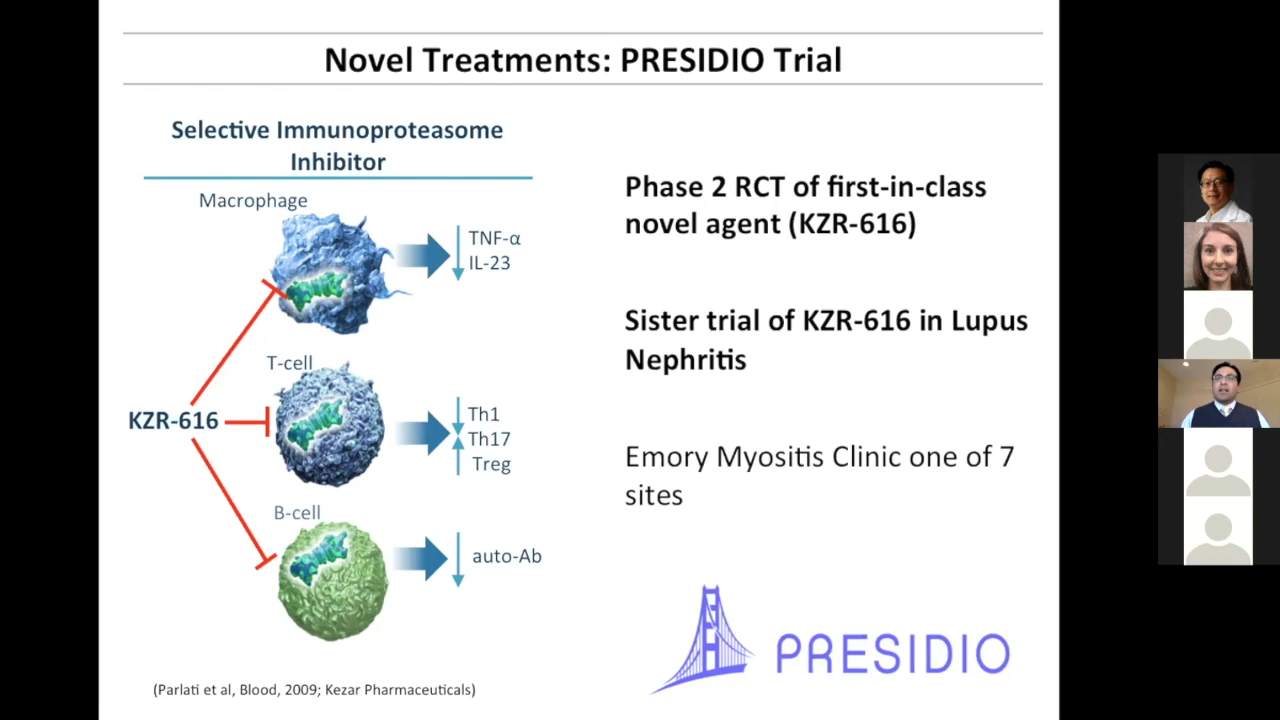 Novel Treatments: PRESIDIO Trial
Selective Immunoproteasome
Inhibitor
Macrophage
TNF-α
IL-23
T-cell
KZR-616
Th1
Th17
Treg
B-cell
auto-Ab
(Parlati et al, Blood, 2009; Kezar Pharmaceuticals)
Phase 2 RCT of first-in-class
novel agent (KZR-616)
Sister trial of KZR-616 in Lupus
Nephritis
Emory Myositis Clinic one of 7
sites
PRESIDIO